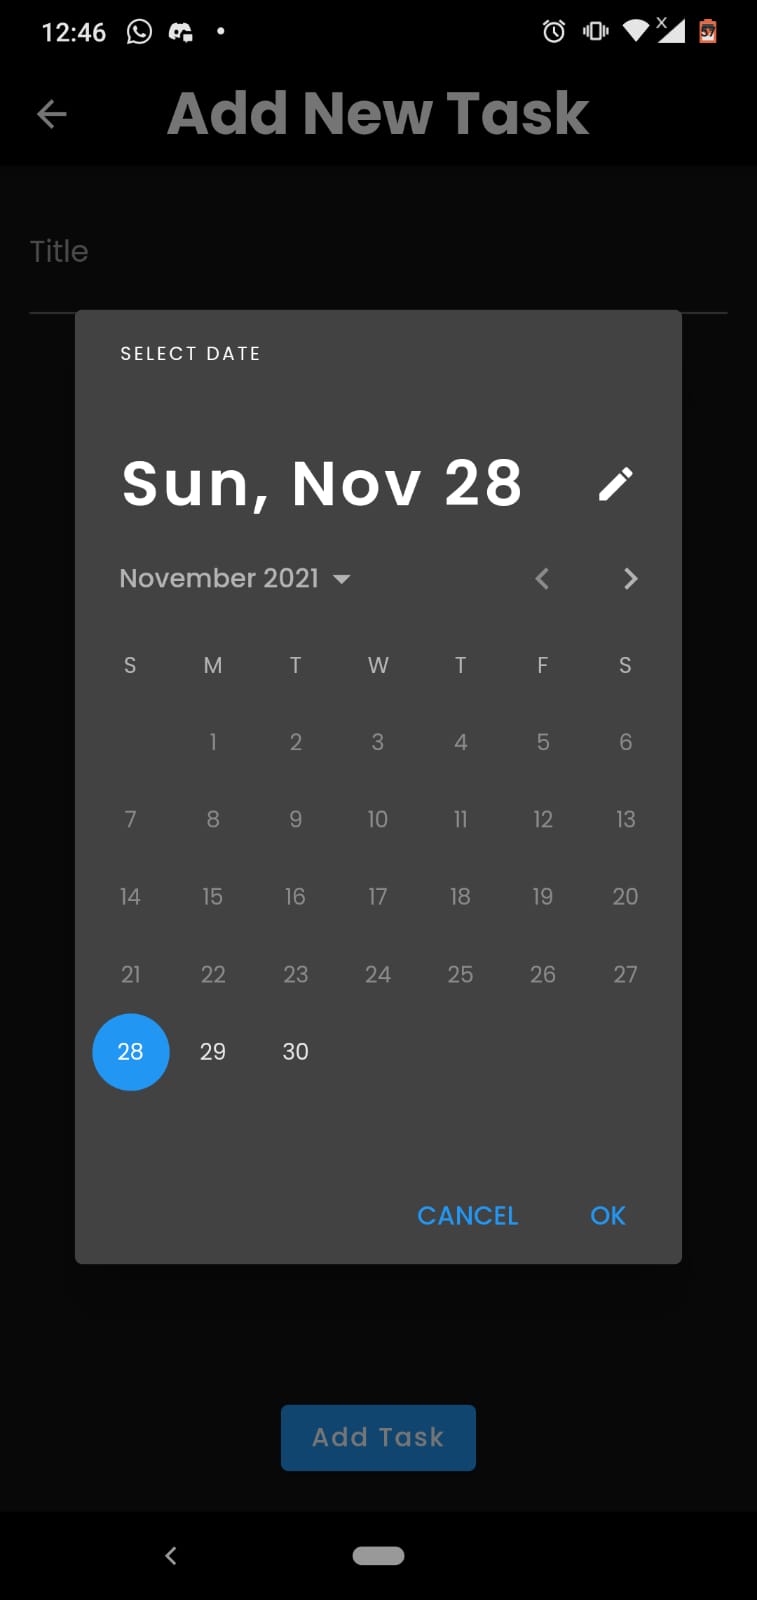 12:46
Add New Task
Title
SELECT DATE
Sun, Nov 28
November 2021
S M T W T F S
1 2 3 4 5 6
7 8 9 10 11 12 13
14 15 16 17 18 19 20
21 22 23 24 25 26 27
28 29 30
CANCEL OK
Add Task